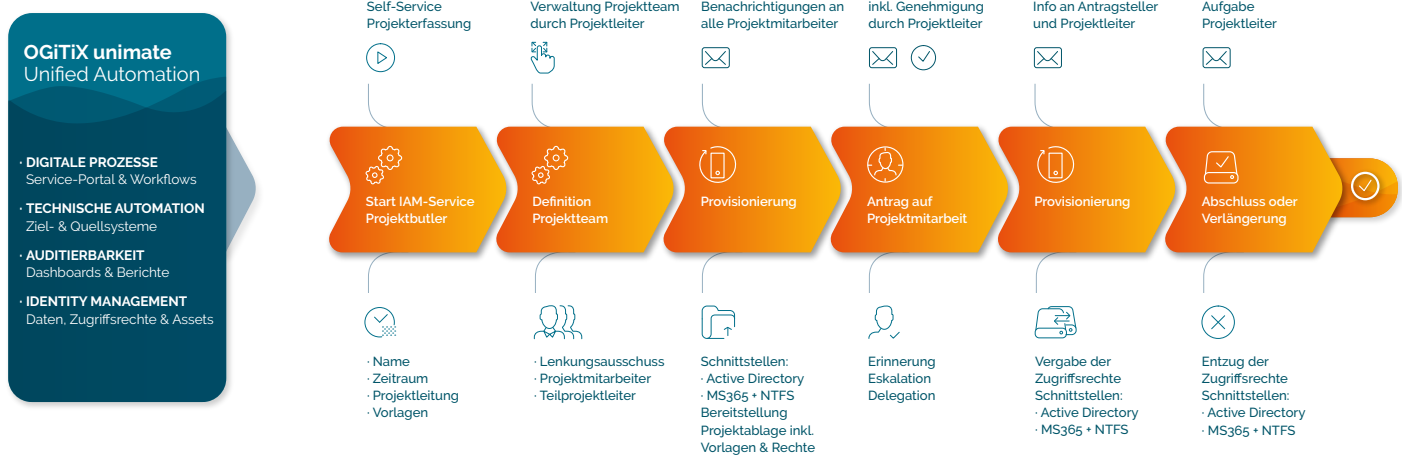 OGiTiX unimate
Unified Automation
· DIGITALE PROZESSE
Service-Portal & Workflows
· TECHNISCHE AUTOMATION
Ziel- & Quellsysteme
· AUDITIERBARKEIT
Dashboards & Berichte
· IDENTITY MANAGEMENT
Daten, Zugriffsrechte & Assets
Self-Service
Projekterfassung
Start IAM-Service
Projektbutler
· Name
· Zeitraum
· Projektleitung
· Vorlagen
Verwaltung Projektteam
durch Projektleiter
Definition
Projektteam
· Lenkungsausschuss
· Projektmitarbeiter
· Teilprojektleiter
Benachrichtigungen an
alle Projektmitarbeiter
Provisionierung
Schnittstellen:
· Active Directory
· MS365 + NTFS
Bereitstellung
Projektablage inkl.
Vorlagen & Rechte
inkl. Genehmigung
durch Projektleiter
Antrag auf
Projektmitarbeit
Erinnerung
Eskalation
Delegation
Info an Antragsteller
und Projektleiter
Provisionierung
Vergabe der
Zugriffsrechte
Schnittstellen:
· Active Directory
· MS365 + NTFS
Aufgabe
Projektleiter
Abschluss oder
Verlängerung
Entzug der
Zugriffsrechte
Schnittstellen:
· Active Directory
· MS365 + NTFS